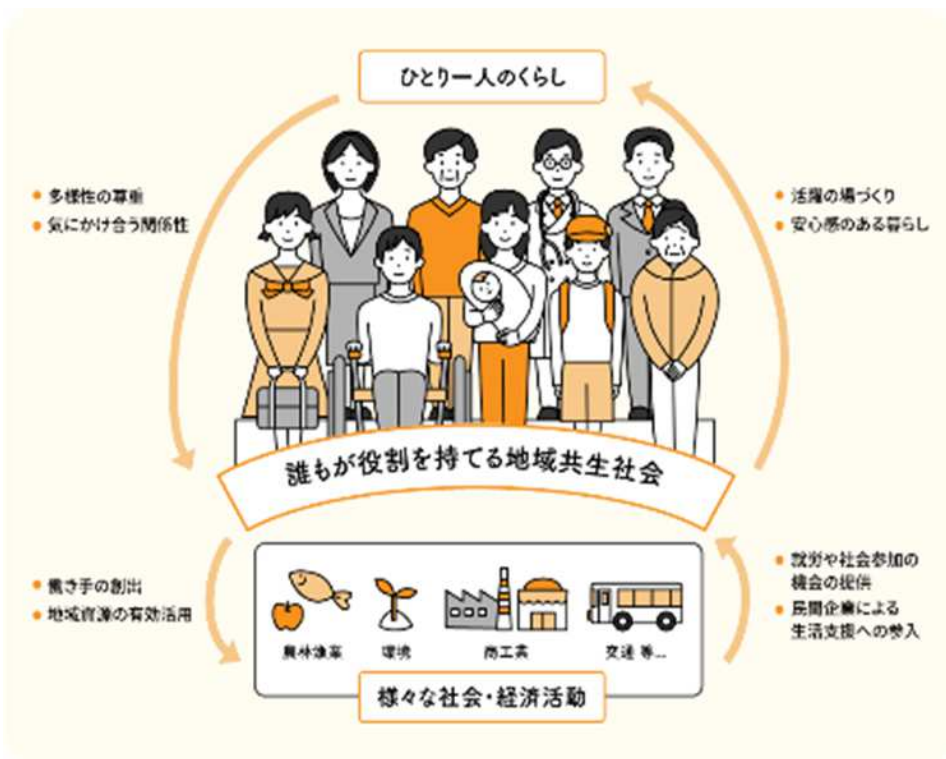 ひとり一人のくらし
● 多様性の尊重
● 気にかけ合う関係性
● 活躍の場づくり
● 安心感のある暮らし
誰もが役割を持てる地域共生社会
● 働き手の創出
● 地域資源の有効活用
● 就労や社会参加の
機会の提供
● 民間企業による
生活支援への参入
農林漁業
環境
商工業
交通 等...
様々な社会・経済活動